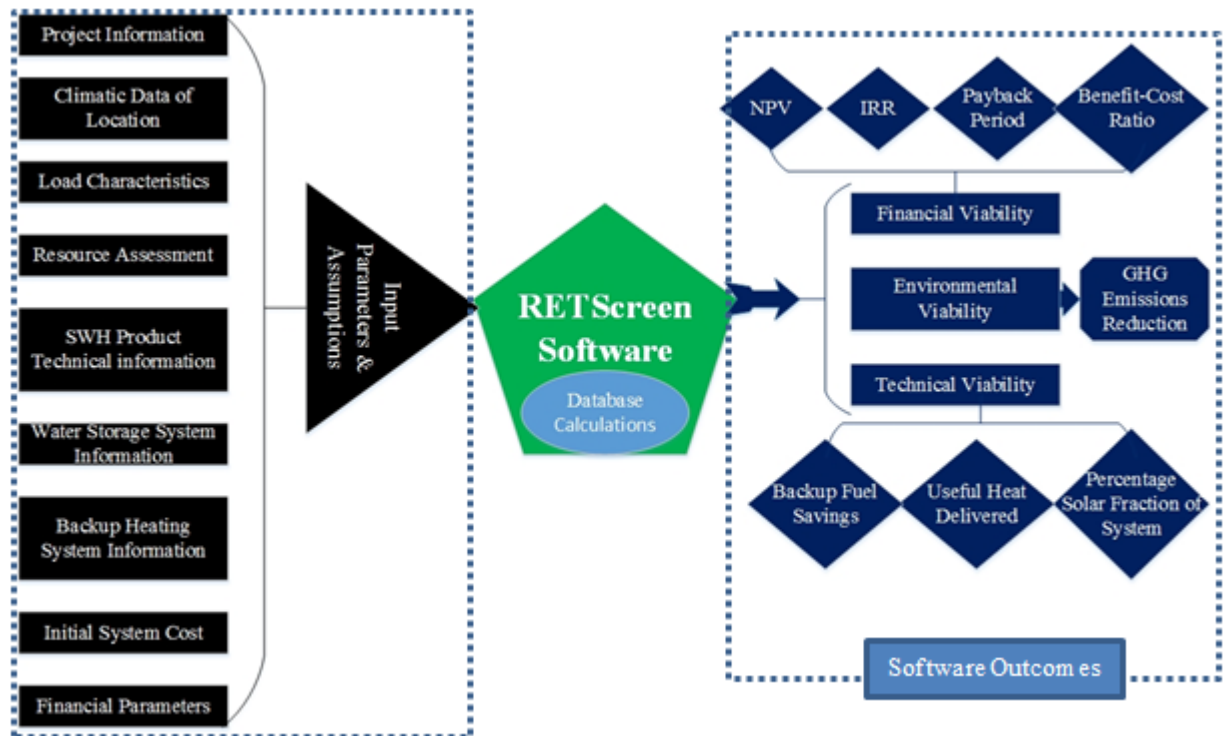 Project Information
Climatic Data of
Location
Load Characteristics
Resource Assessment
SWH Product
Technical information
Water Storage System
Information
Backup Heating
System Information
Initial System Cost
Financial Parameters
Input
Parameters &
Assumptions
RETScreen
Software
Database
Calculations
NPV
IRR
Payback
Period
Benefit-Cost
Ratio
Financial Viability
Environmental
Viability
GHG
Emissions
Reduction
Technical Viability
Backup Fuel
Savings
Useful Heat
Delivered
Percentage
Solar Fraction of
System
Software Outcomes